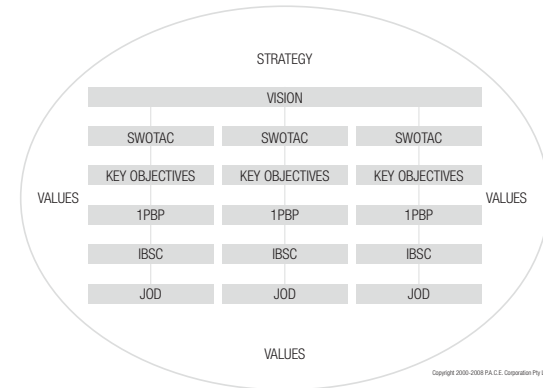 STRATEGY
VISION
SWOTAC SWOTAC SWOTAC
KEY OBJECTIVES KEY OBJECTIVES KEY OBJECTIVES
VALUES VALUES
1PBP 1PBP 1PBP
IBSC IBSC IBSC
JOD JOD JOD
VALUES
Copyright 2000-2008 P.A.C.E. Corporation Pty